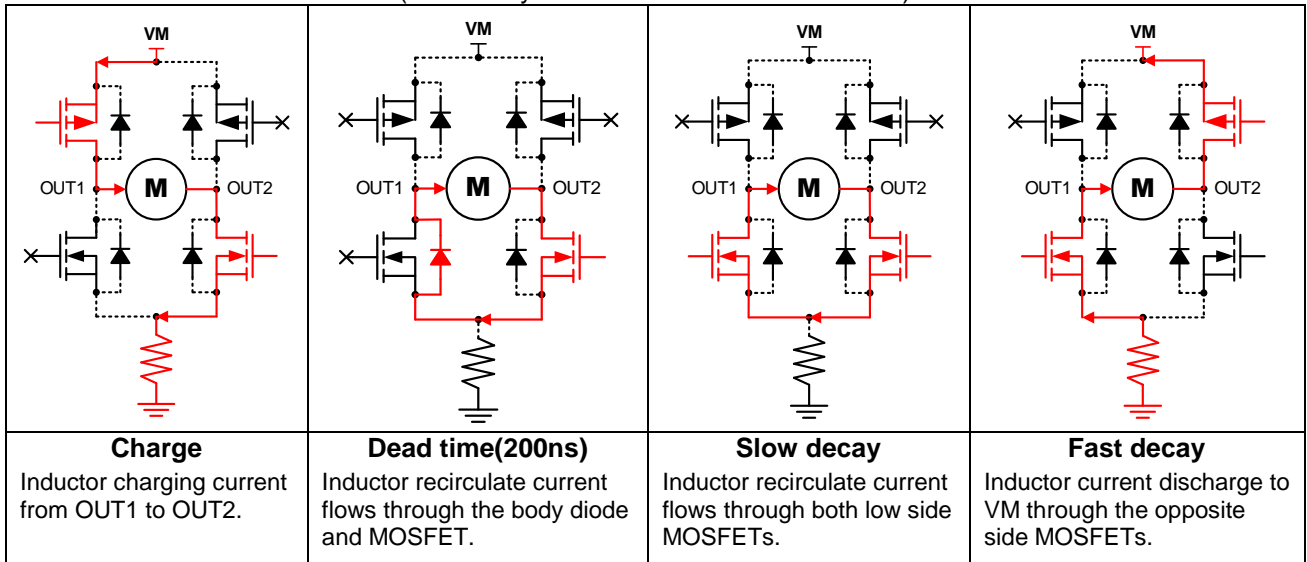 VM
OUT1
M
OUT2
VM
OUT1
M
OUT2
VM
OUT1
M
OUT2
VM
OUT1
M
OUT2
Charge
Inductor charging current
from OUT1 to OUT2.
Dead time(200ns)
Inductor recirculate current
flows through the body diode
and MOSFET.
Slow decay
Inductor recirculate current
flows through both low side
MOSFETs.
Fast decay
Inductor current discharge to
VM through the opposite
side MOSFETs.